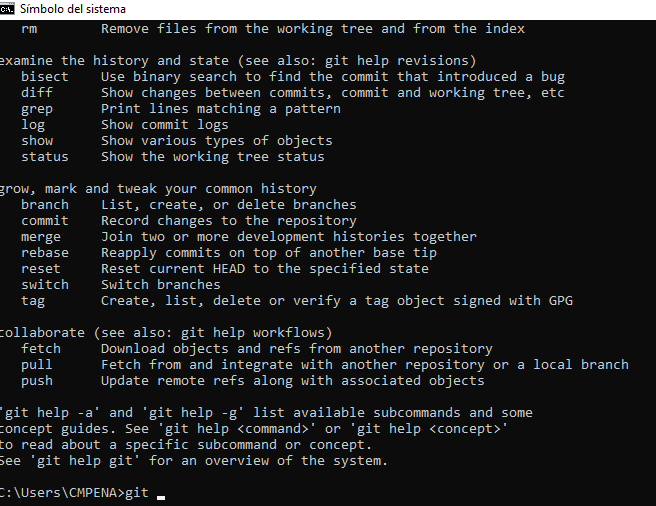 Símbolo del sistema
rm Remove files from the working tree and from the index
examine the history and state (see also: git help revisions)
bisect Use binary search to find the commit that introduced a bug
diff Show changes between commits, commit and working tree, etc
grep Print lines matching a pattern
log Show commit logs
show Show various types of objects
status Show the working tree status
grow, mark and tweak your common history
branch List, create, or delete branches
commit Record changes to the repository
merge Join two or more development histories together
rebase Reapply commits on top of another base tip
reset Reset current HEAD to the specified state
switch Switch branches
tag Create, list, delete or verify a tag object signed with GPG
collaborate (see also: git help workflows)
fetch Download objects and refs from another repository
pull Fetch from and integrate with another repository or a local branch
push Update remote refs along with associated objects
'git help -a' and 'git help -g' list available subcommands and some
concept guides. See 'git help <command>' or 'git help <concept>'
to read about a specific subcommand or concept.
See 'git help git' for an overview of the system.
C:\Users\CMPENA>git